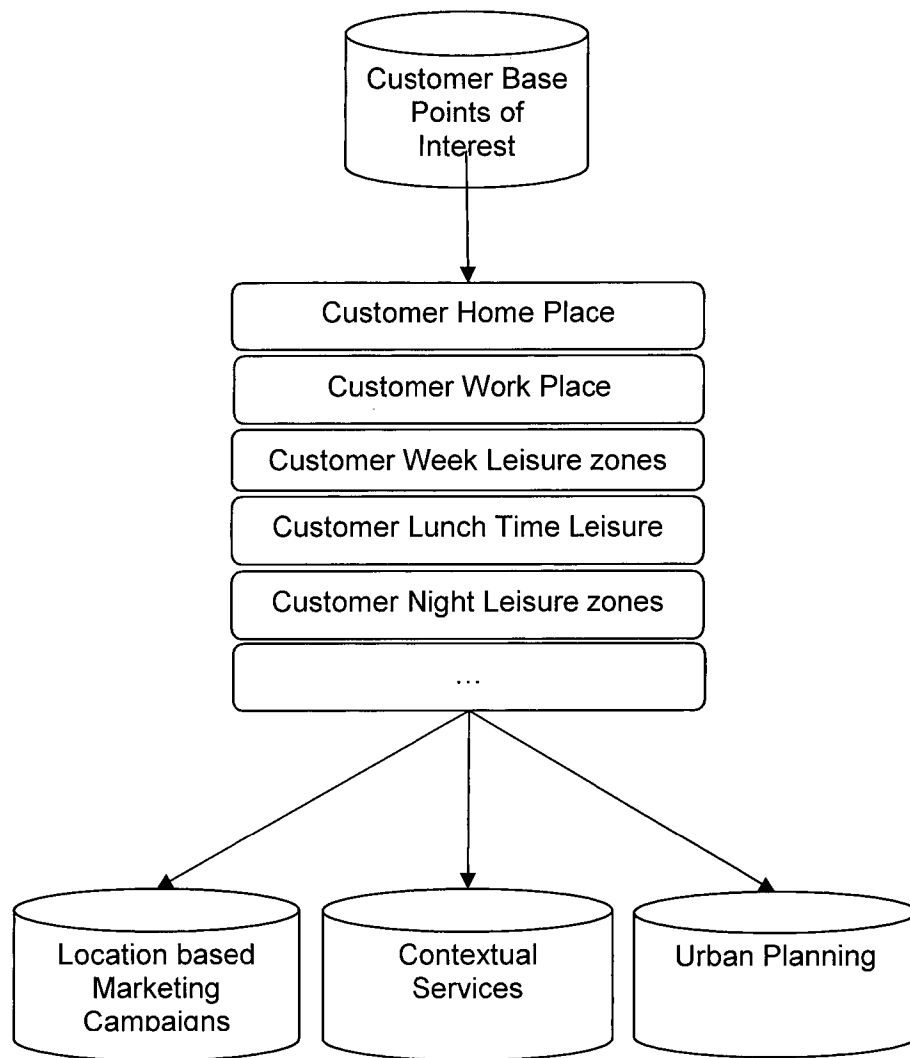 Customer Base
Points of
Interest
Customer Home Place
Customer Work Place
Customer Week Leisure zones
Customer Lunch Time Leisure
Customer Night Leisure zones
...
Location based
Marketing
Campaigns
Contextual
Services
Urban Planning